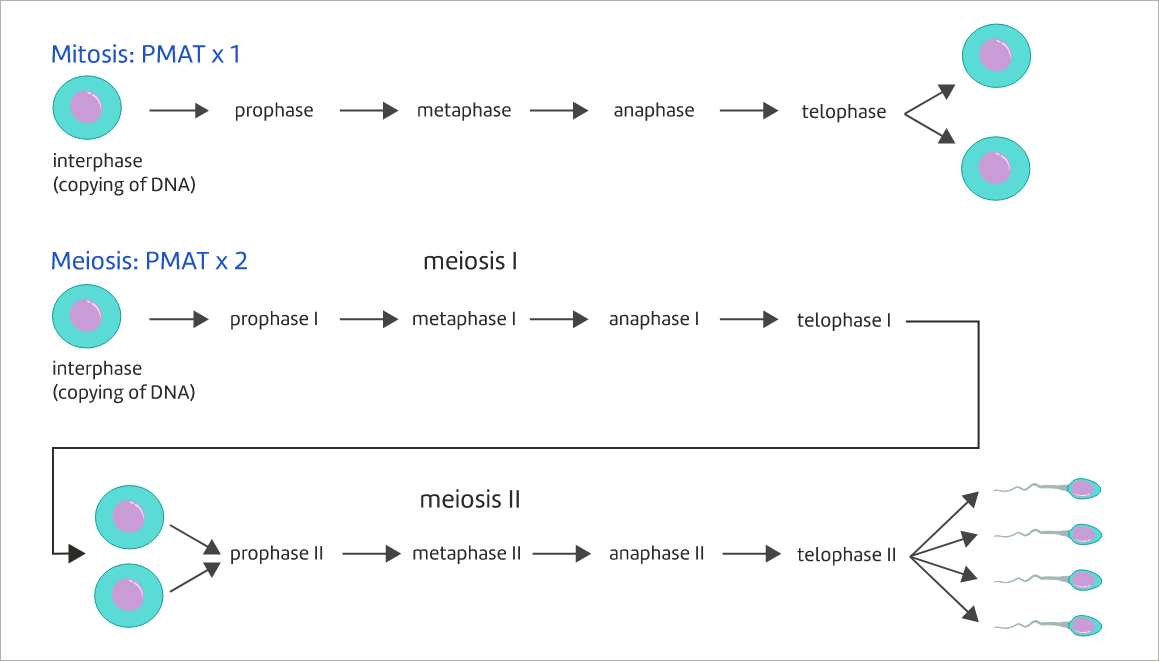 Mitosis: PMAT x 1
prophase
metaphase
anaphase
telophase
interphase
(copying of DNA)
Meiosis: PMAT x 2
meiosis I
prophase I
metaphase I
anaphase I
telophase I
interphase
(copying of DNA)
meiosis II
prophase II
metaphase II
anaphase II
telophase II